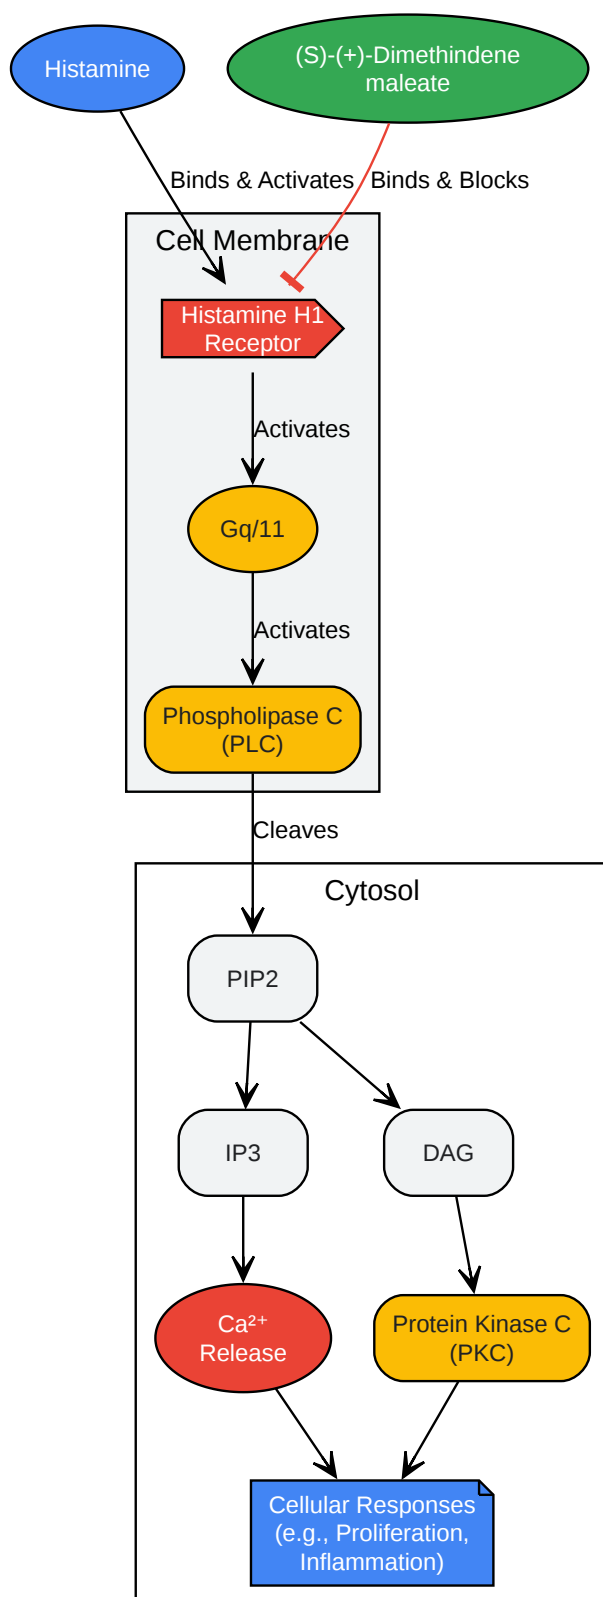 Histamine
(S)-(+)-Dimethindene
maleate
Binds & Activates
Binds & Blocks
Cell Membrane
Histamine H1
Receptor
Activates
Gq/11
Activates
Phospholipase C
(PLC)
Cleaves
Cytosol
PIP2
IP3
DAG
Ca²⁺
Release
Protein Kinase C
(PKC)
Cellular Responses
(e.g., Proliferation,
Inflammation)